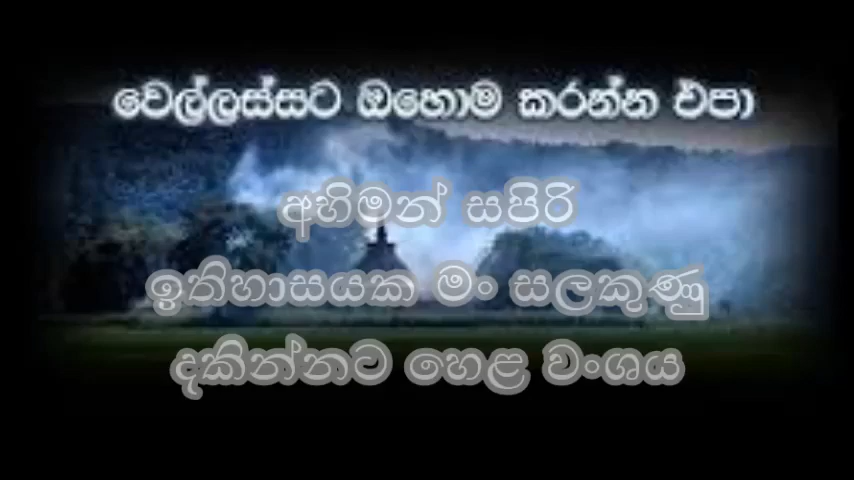 වෙල්ලස්සට ඔහොම කරන්න එපා
අභිමන් සපිරි
ඉතිහාසයක මං සලකුණු
දකින්නට හෙළ වංශය